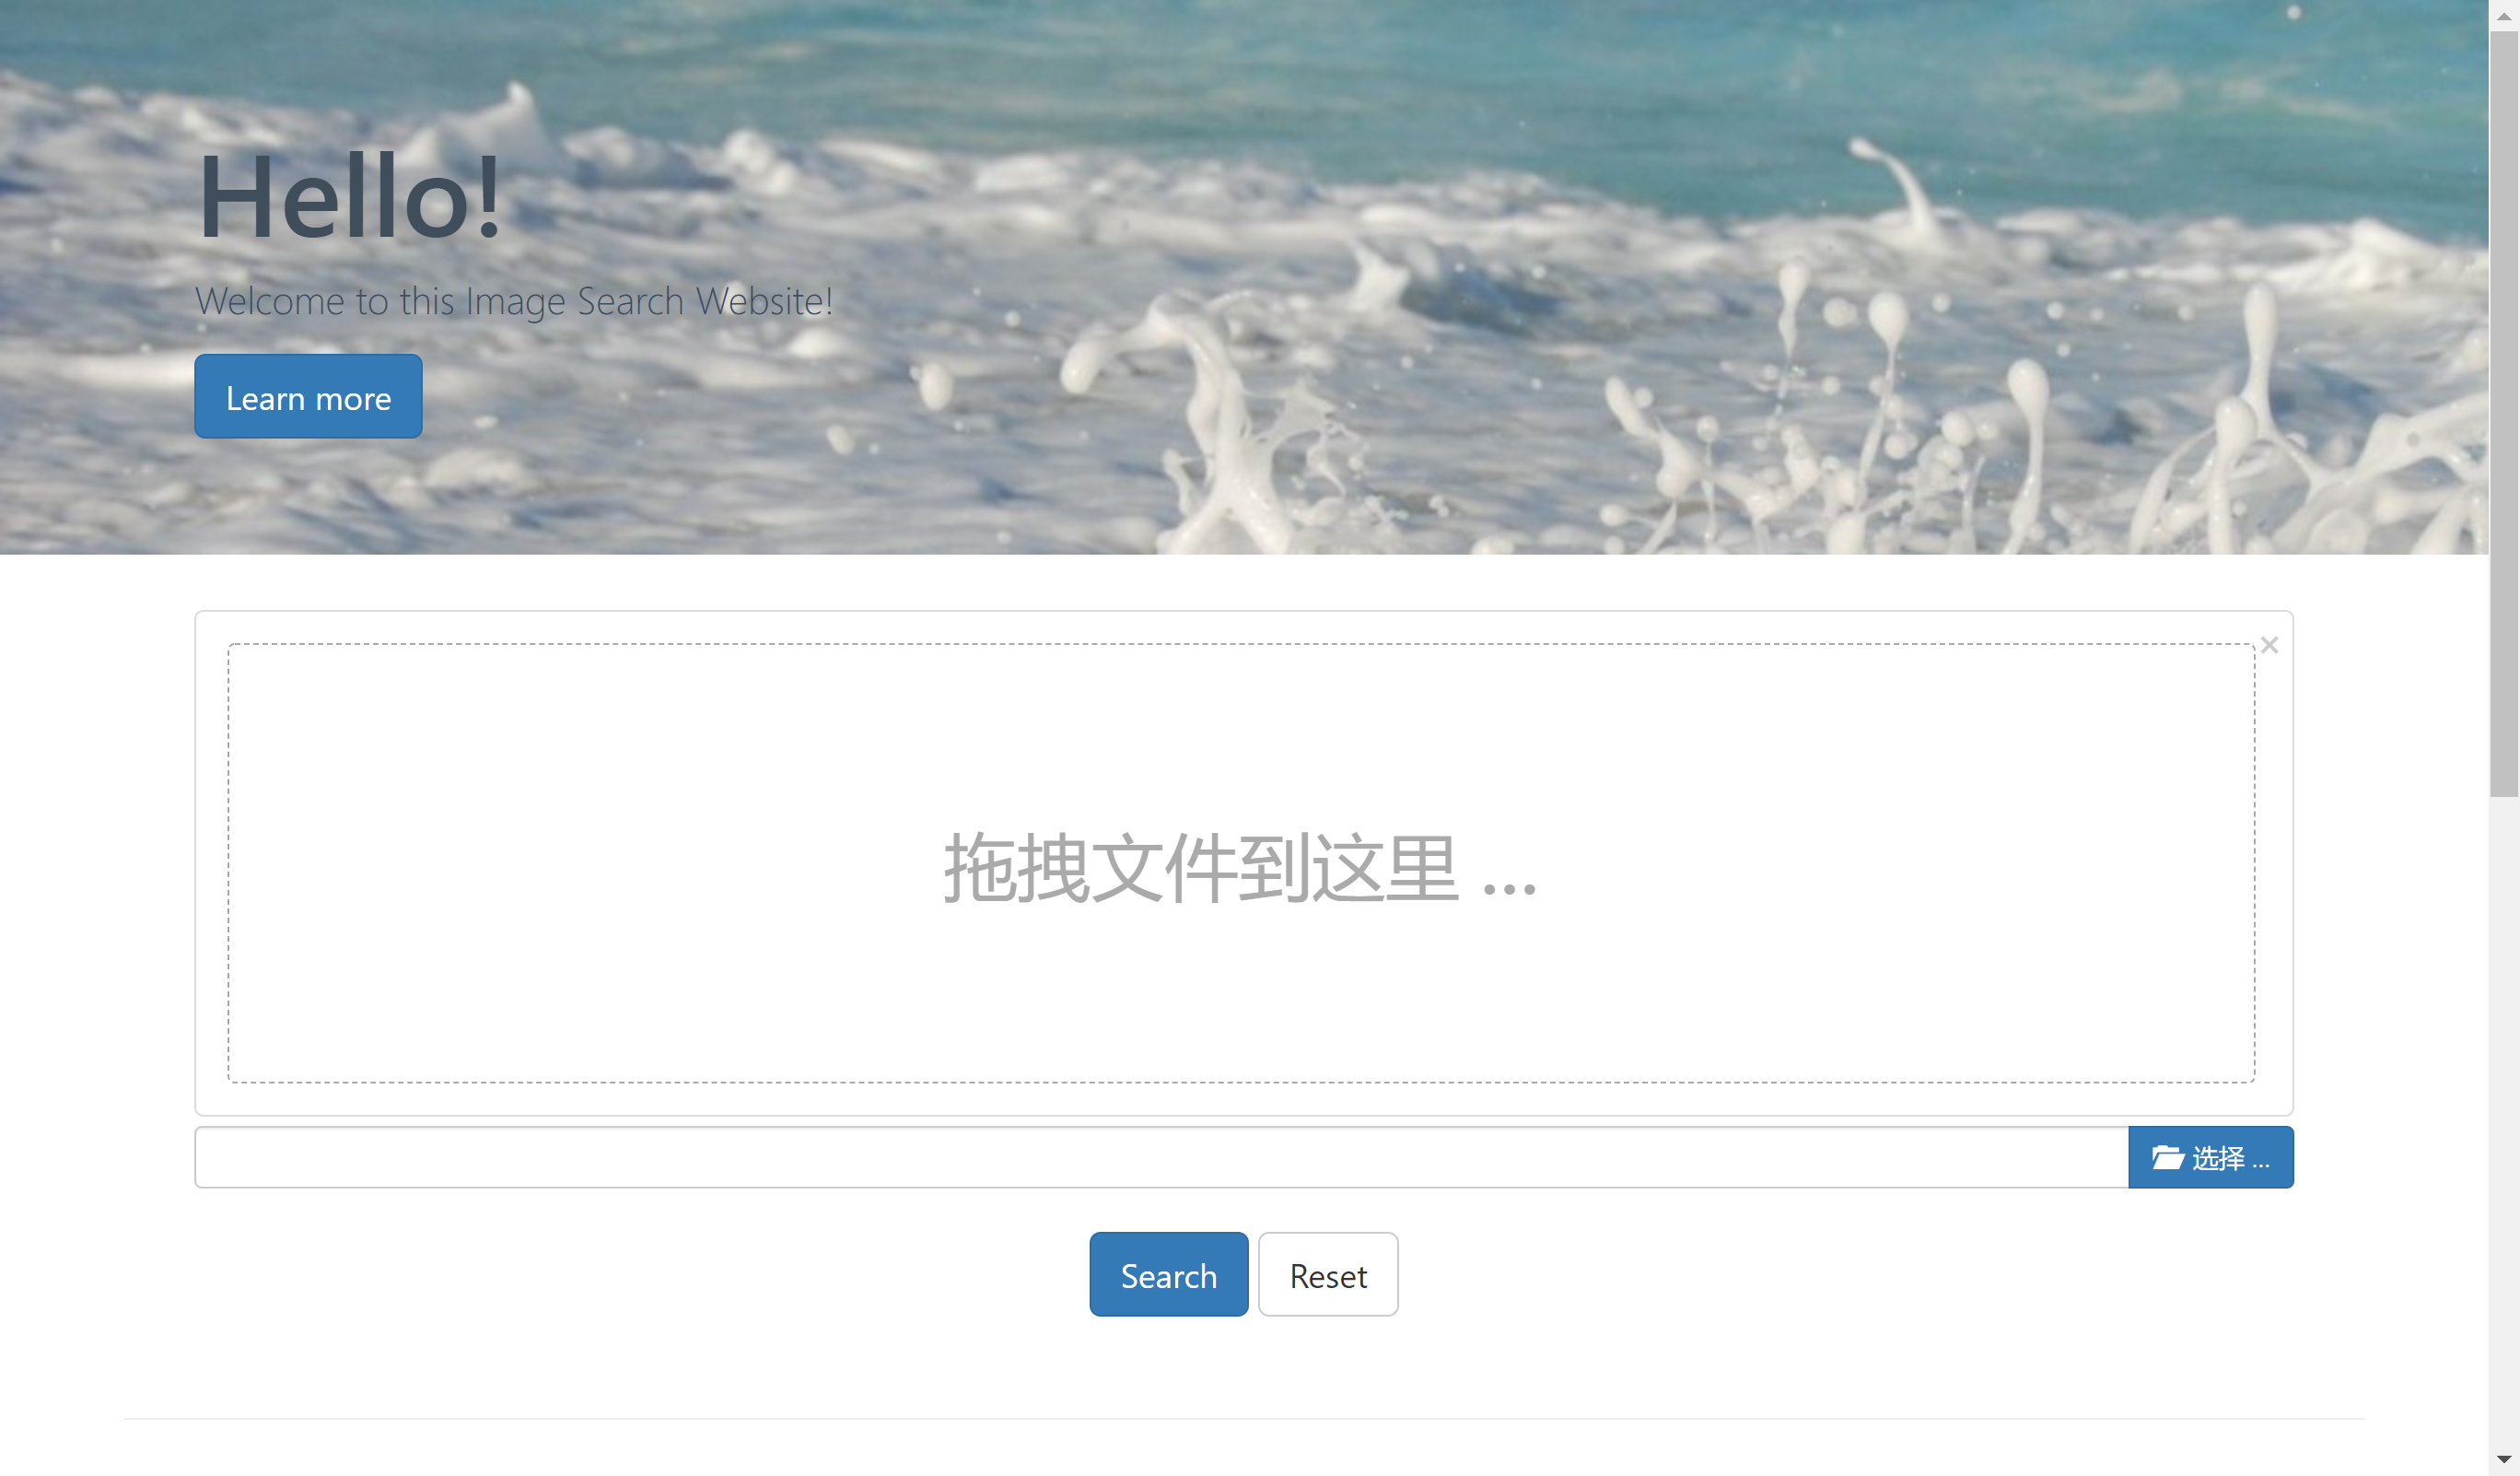 Hello!
Welcome to this Image Search Website!
Learn more
×
拖拽文件到这里 ...
选择 ...
Search
Reset